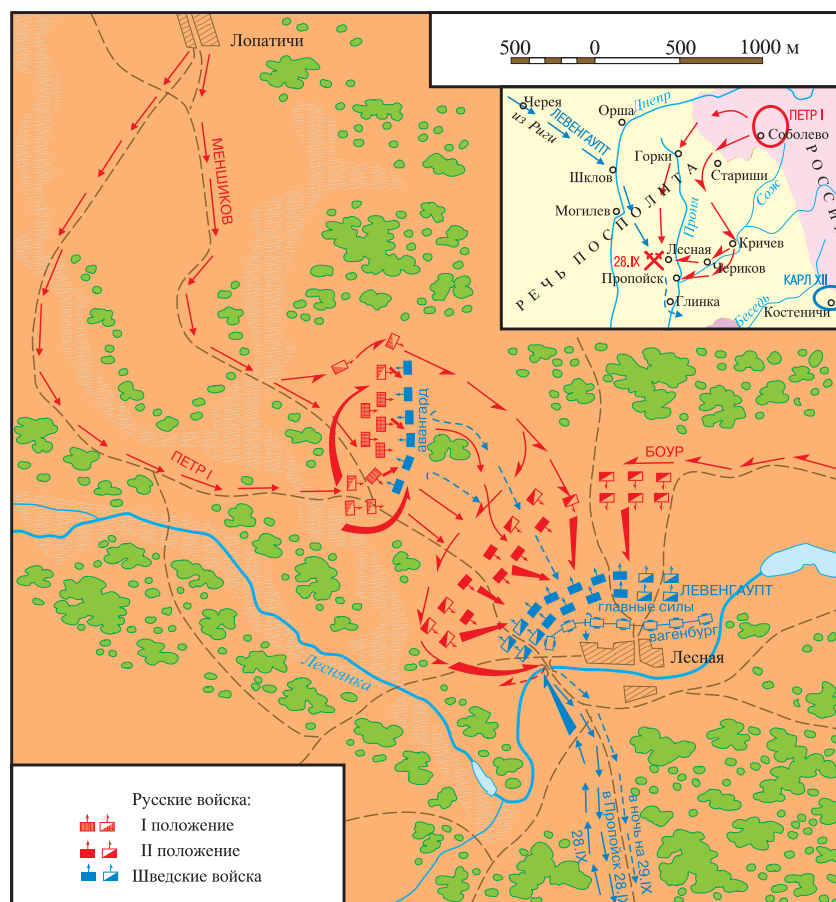 Лопатичи
500 0 500 1000 м
Черея
из Риги
ЛЕВЕНГАУПТ
Орша
Днепр
ПЕТР I
Соболево
РОССИ
Горки
Стариши
Шклов
Могилев
Проня
Сож
РЕЧЬ ПОСПОЛИТА
28.IX
Лесная
Кричев
Чериков
Пропойск
Глинка
Беседь
КАРЛ XII
Костеничи
МЕНШИКОВ
ПЕТР I
авангард
БОУР
ЛЕВЕНГАУПТ
главные силы
вагенбург
Лесная
Леснянка
28.IX
в Пропойск 28.IX
в ночь на 29.IX
Русские войска:
I положение
II положение
Шведские войска